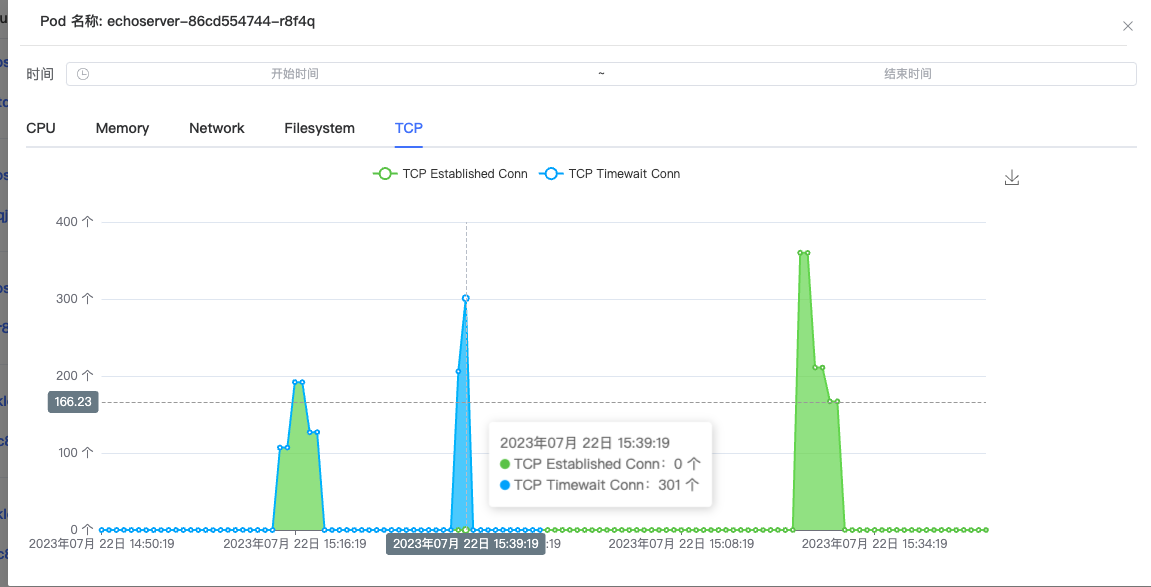 Pod 名称: echoserver-86cd554744-r8f4q
时间 开始时间 ~ 结束时间
CPU Memory Network Filesystem TCP
TCP Established Conn TCP Timewait Conn
400 个
300 个
200 个
166.23
100 个
0 个
2023年07月 22日 15:39:19
TCP Established Conn: 0 个
TCP Timewait Conn: 301 个
2023年07月 22日 14:50:19 2023年07月 22日 15:16:19 2023年07月 22日 15:39:19 :19 2023年07月 22日 15:08:19 2023年07月 22日 15:34:19